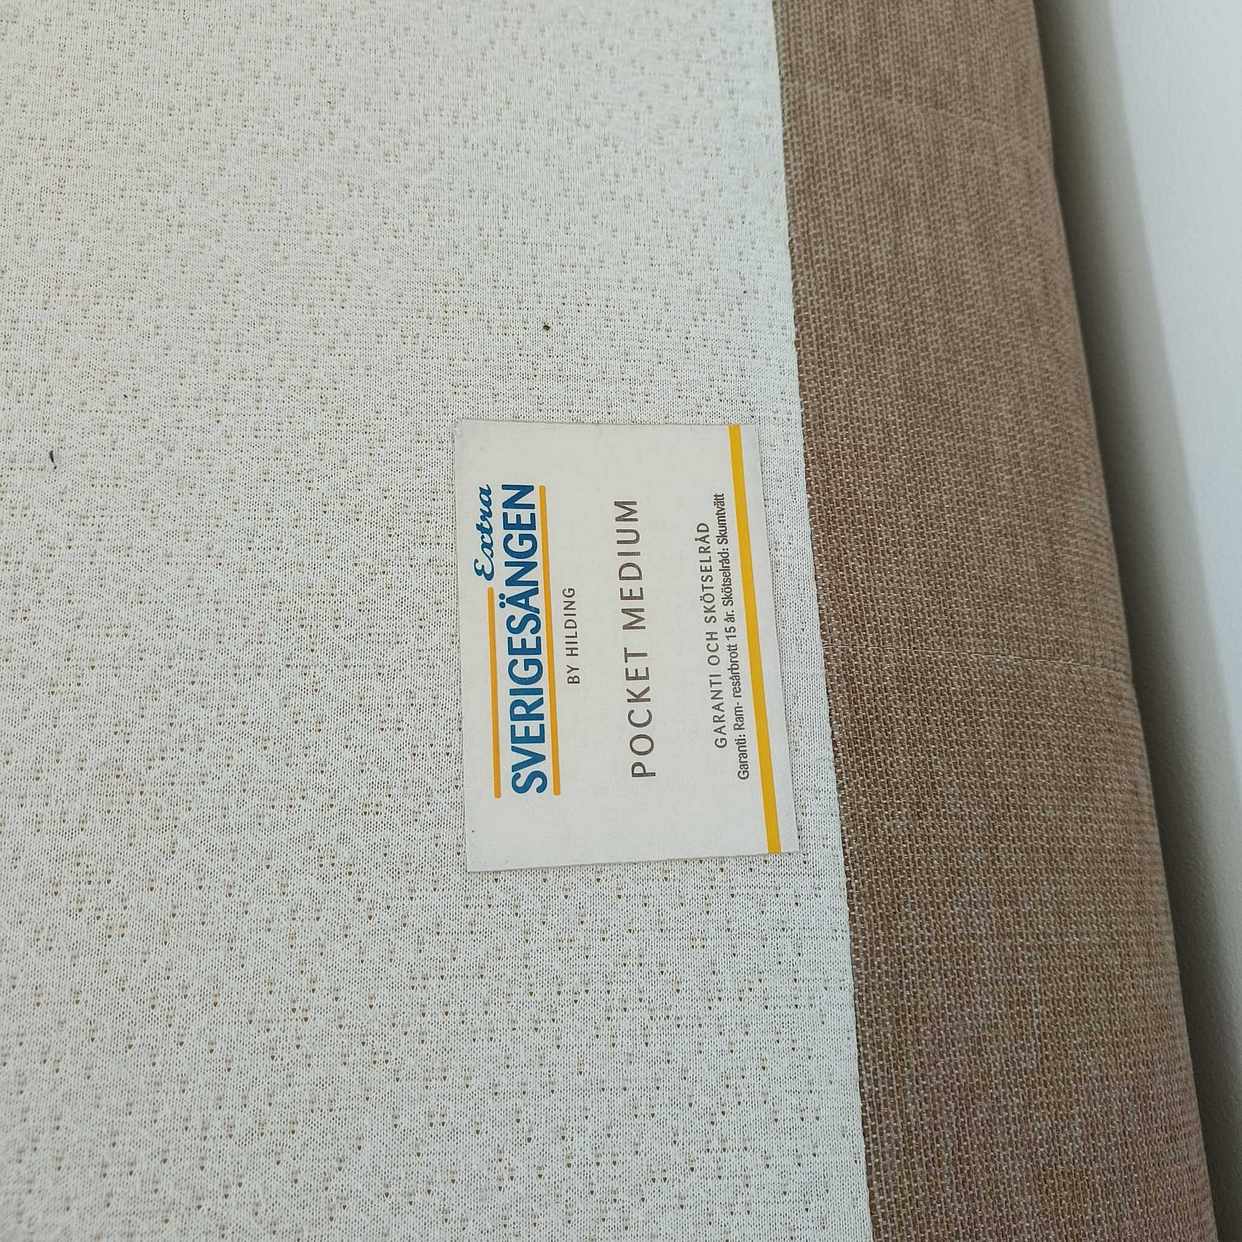 Extra
SVERIGESÄNGEN
BY HILDING
POCKET MEDIUM
GARANTI OCH SKÖTSELRÅD
Garanti: Ram- resårbrott 15 år. Skötselråd: Skumtvätt